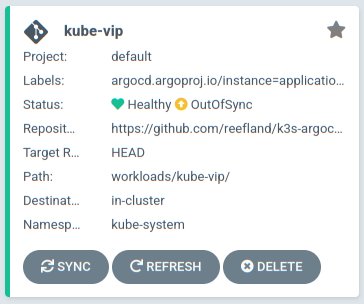 kube-vip
Project: default
Labels: argocd.argoproj.io/instance=applicatio...
Status: Healthy OutOfSync
Reposit... https://github.com/reefland/k3s-argoc...
Target R... HEAD
Path: workloads/kube-vip/
Destinat... in-cluster
Namesp... kube-system
SYNC REFRESH DELETE